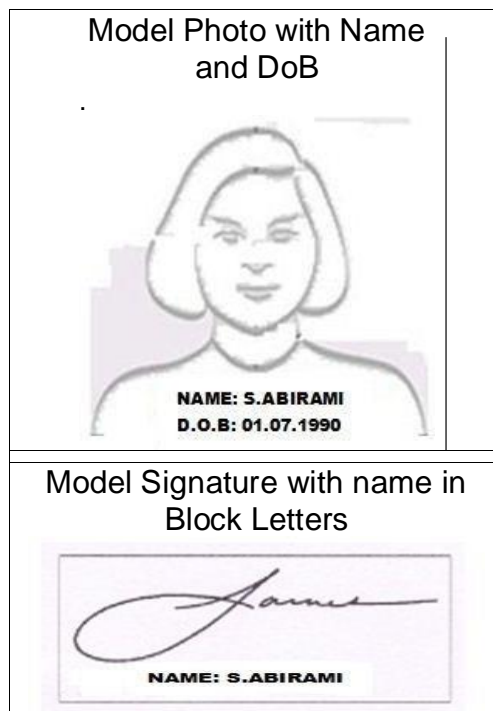 Model Photo with Name
and DoB
.
NAME: S.ABIRAMI
D.O.B: 01.07.1990
Model Signature with name in
Block Letters
James
NAME: S.ABIRAMI